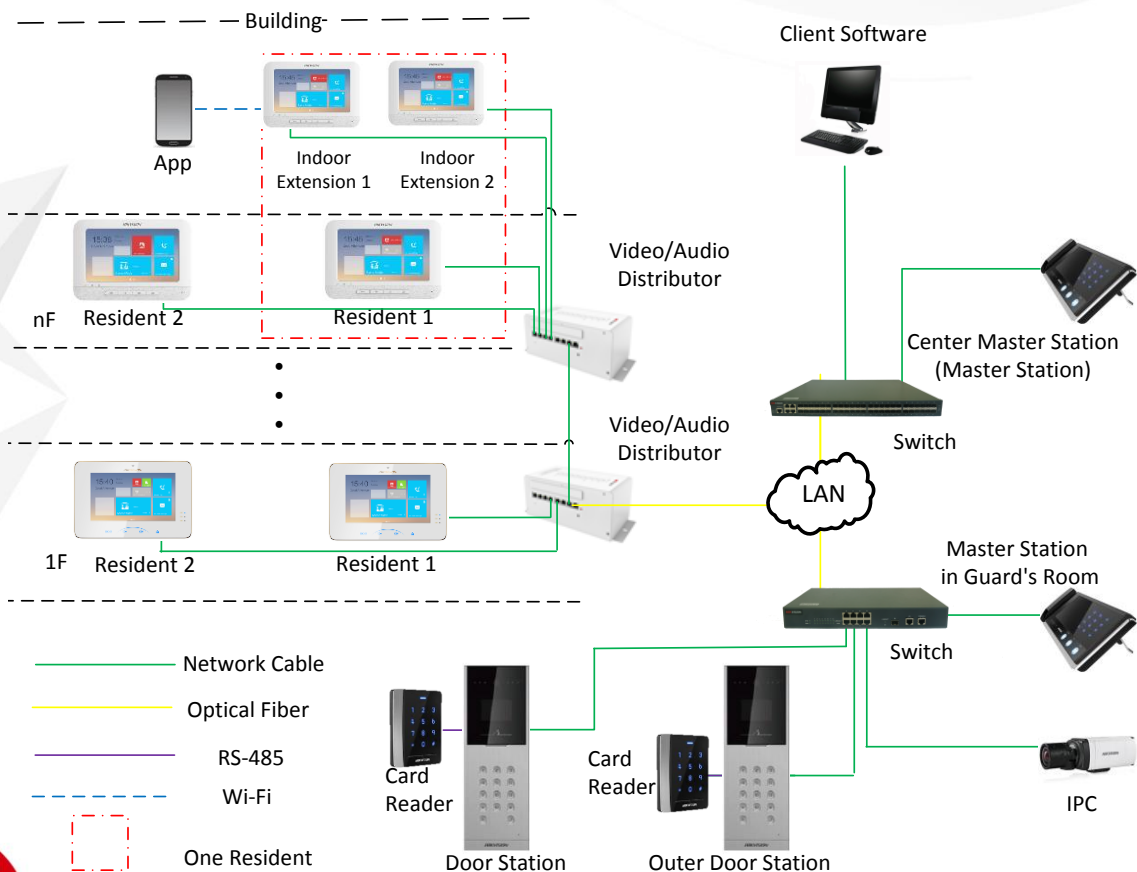 Building
Client Software
App
Indoor
Extension 1
Indoor
Extension 2
Video/Audio
Distributor
nF
Resident 2
Resident 1
Center Master Station
(Master Station)
Switch
Video/Audio
Distributor
LAN
1F
Resident 2
Resident 1
Master Station
in Guard's Room
Switch
Network Cable
Optical Fiber
RS-485
Wi-Fi
One Resident
Card
Reader
Door Station
Card
Reader
Outer Door Station
IPC